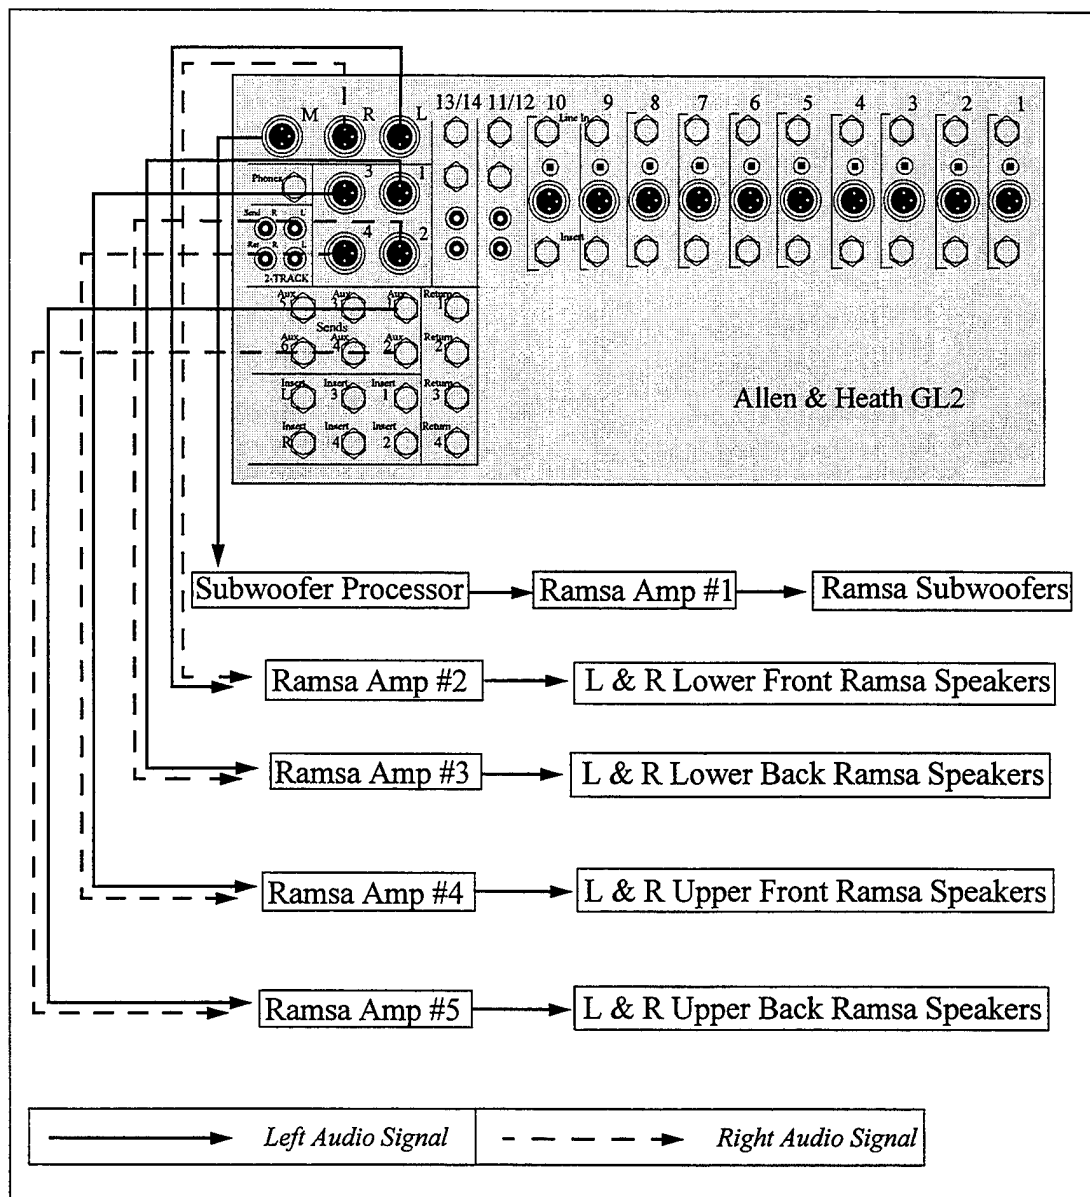 13/14 11/12 10 9 8 7 6 5 4 3 2 1
M R L
Line In
Phones
3 1
Send R L
Ret R L
4 2
2-TRACK
Insert
Aux 5 Aux 3 Aux 1 Return 1
Sends
Aux 6 Aux 4 Aux 2 Return 2
Insert L Insert 3 Insert 1 Return 3
Insert R Insert 4 Insert 2 Return 4
Allen & Heath GL2
Subwoofer Processor Ramsa Amp #1 Ramsa Subwoofers
Ramsa Amp #2 L & R Lower Front Ramsa Speakers
Ramsa Amp #3 L & R Lower Back Ramsa Speakers
Ramsa Amp #4 L & R Upper Front Ramsa Speakers
Ramsa Amp #5 L & R Upper Back Ramsa Speakers
Left Audio Signal Right Audio Signal